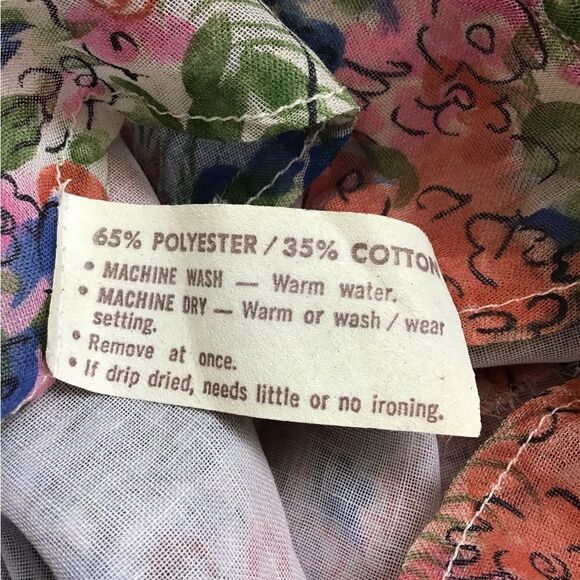 65% POLYESTER / 35% COTTON
• MACHINE WASH — Warm water.
• MACHINE DRY — Warm or wash / wear
setting.
• Remove at once.
• If drip dried, needs little or no ironing.